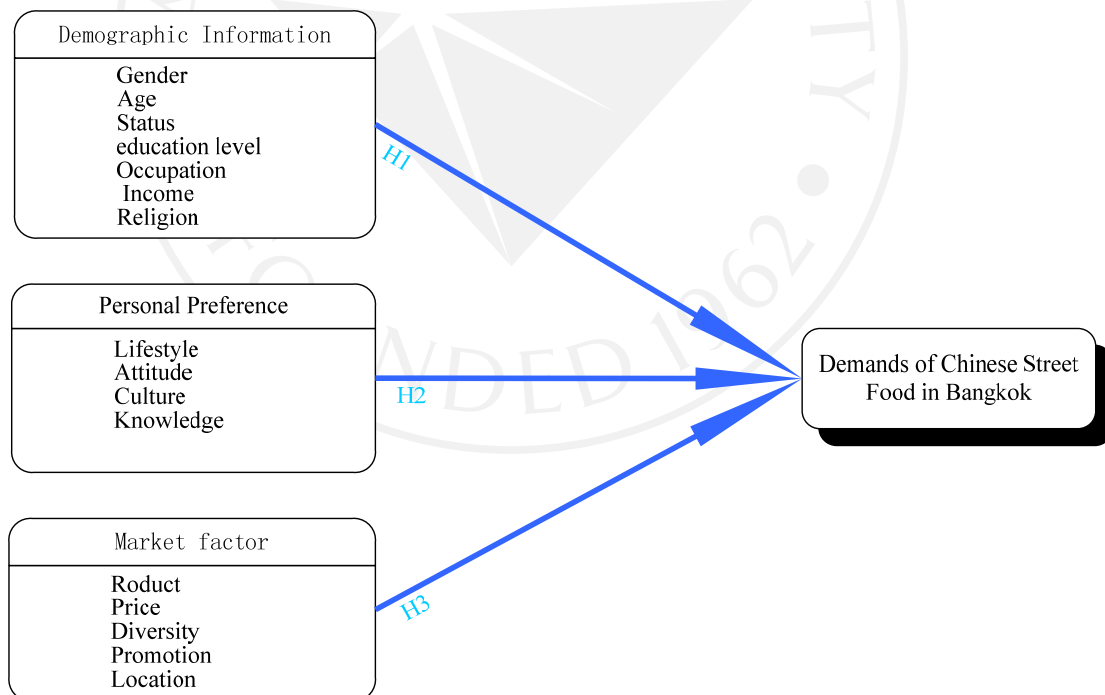 Demographic Information
Gender
Age
Status
education level
Occupation
Income
Religion
H1
Personal Preference
Lifestyle
Attitude
Culture
Knowledge
H2
Demands of Chinese Street
Food in Bangkok
Market factor
Roduct
Price
Diversity
Promotion
Location
H3
1962